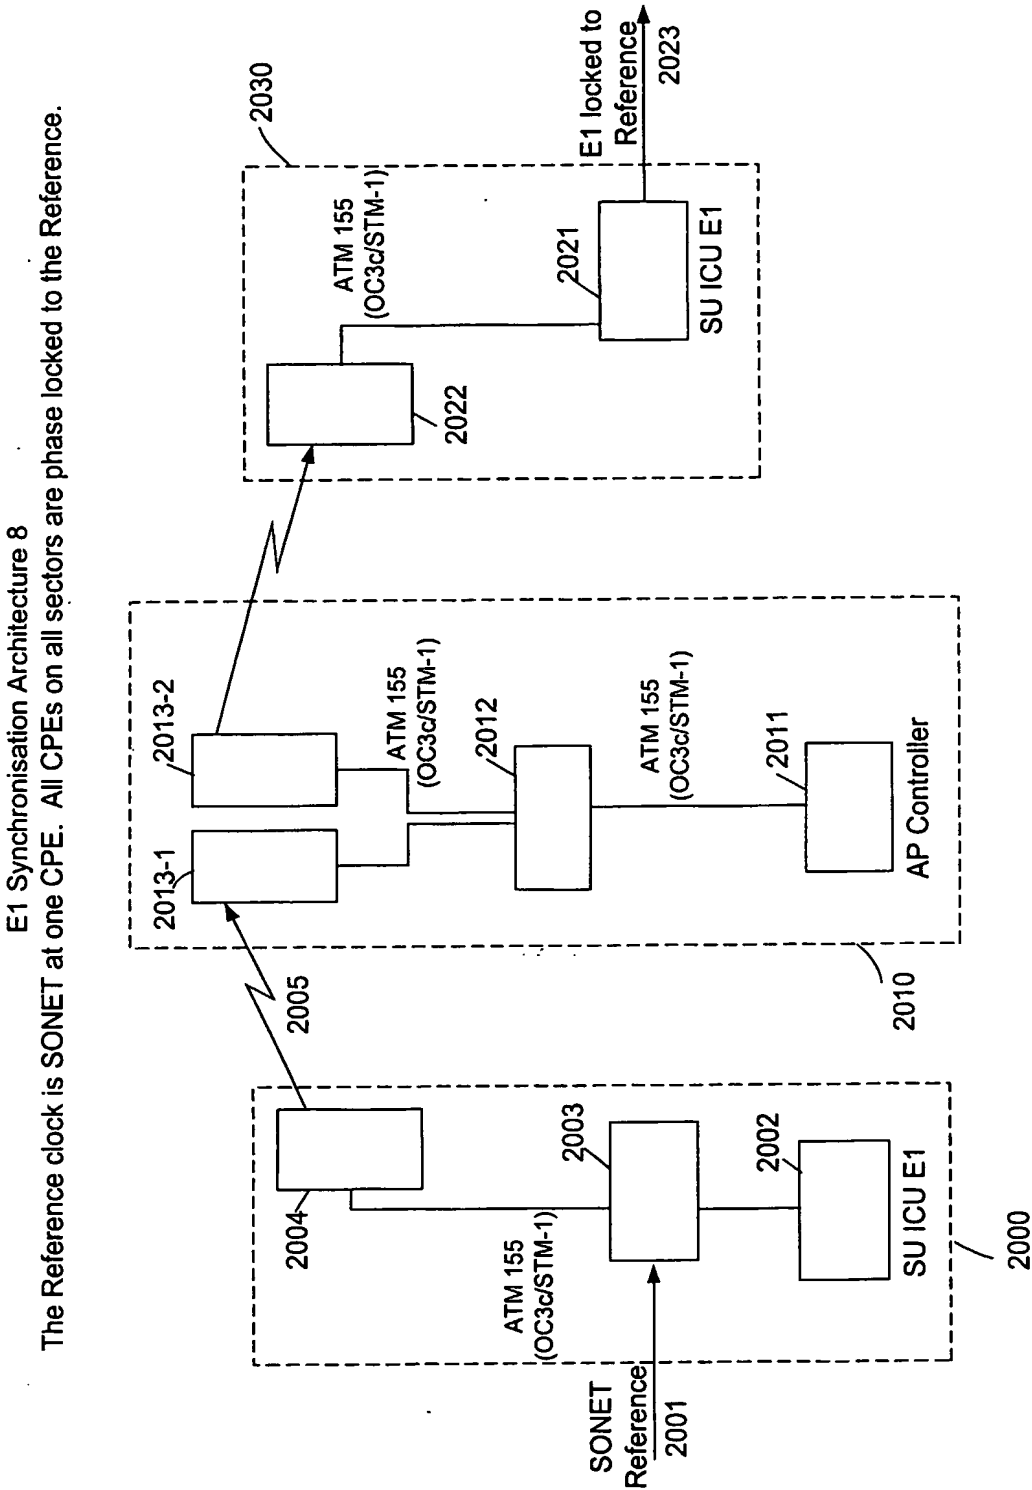 E1 Synchronisation Architecture 8
The Reference clock is SONET at one CPE. All CPEs on all sectors are phase locked to the Reference.
SONET
Reference
2001
ATM 155
(OC3c/STM-1)
2004
2003
2002
SU ICU E1
2000
2005
2013-1
2013-2
ATM 155
(OC3c/STM-1)
2012
ATM 155
(OC3c/STM-1)
2011
AP Controller
2010
2022
ATM 155
(OC3c/STM-1)
2021
SU ICU E1
2030
E1 locked to
Reference
2023